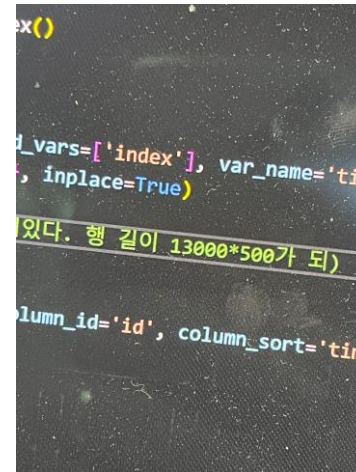 ex()
d_vars=['index'], var_name='ti
, inplace=True)
있다. 행 길이 13000*500가 되)
olumn_id='id', column_sort='tim